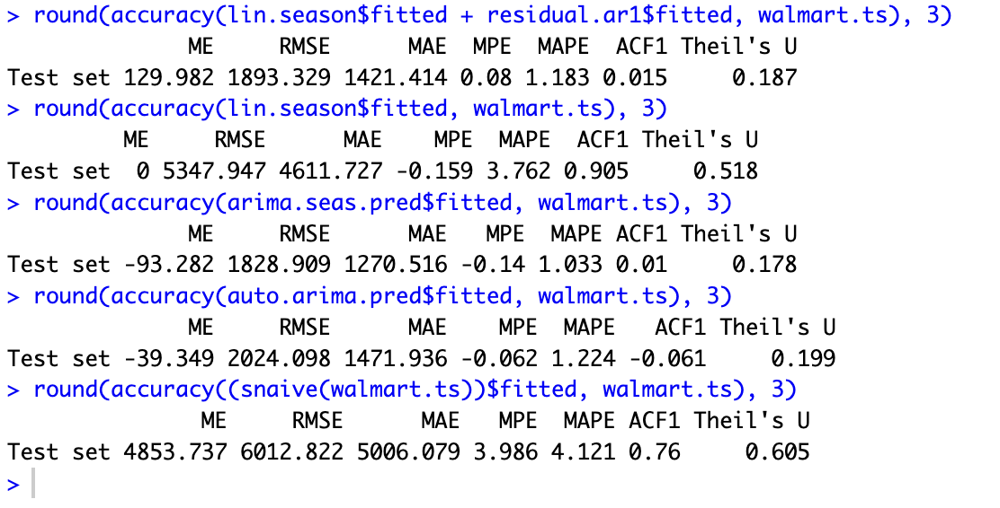 > round(accuracy(lin.season$fitted + residual.ar1$fitted, walmart.ts), 3)
ME RMSE MAE MPE MAPE ACF1 Theil's U
Test set 129.982 1893.329 1421.414 0.08 1.183 0.015 0.187
> round(accuracy(lin.season$fitted, walmart.ts), 3)
ME RMSE MAE MPE MAPE ACF1 Theil's U
Test set 0 5347.947 4611.727 -0.159 3.762 0.905 0.518
> round(accuracy(arima.seas.pred$fitted, walmart.ts), 3)
ME RMSE MAE MPE MAPE ACF1 Theil's U
Test set -93.282 1828.909 1270.516 -0.14 1.033 0.01 0.178
> round(accuracy(auto.arima.pred$fitted, walmart.ts), 3)
ME RMSE MAE MPE MAPE ACF1 Theil's U
Test set -39.349 2024.098 1471.936 -0.062 1.224 -0.061 0.199
> round(accuracy((snaive(walmart.ts))$fitted, walmart.ts), 3)
ME RMSE MAE MPE MAPE ACF1 Theil's U
Test set 4853.737 6012.822 5006.079 3.986 4.121 0.76 0.605
>